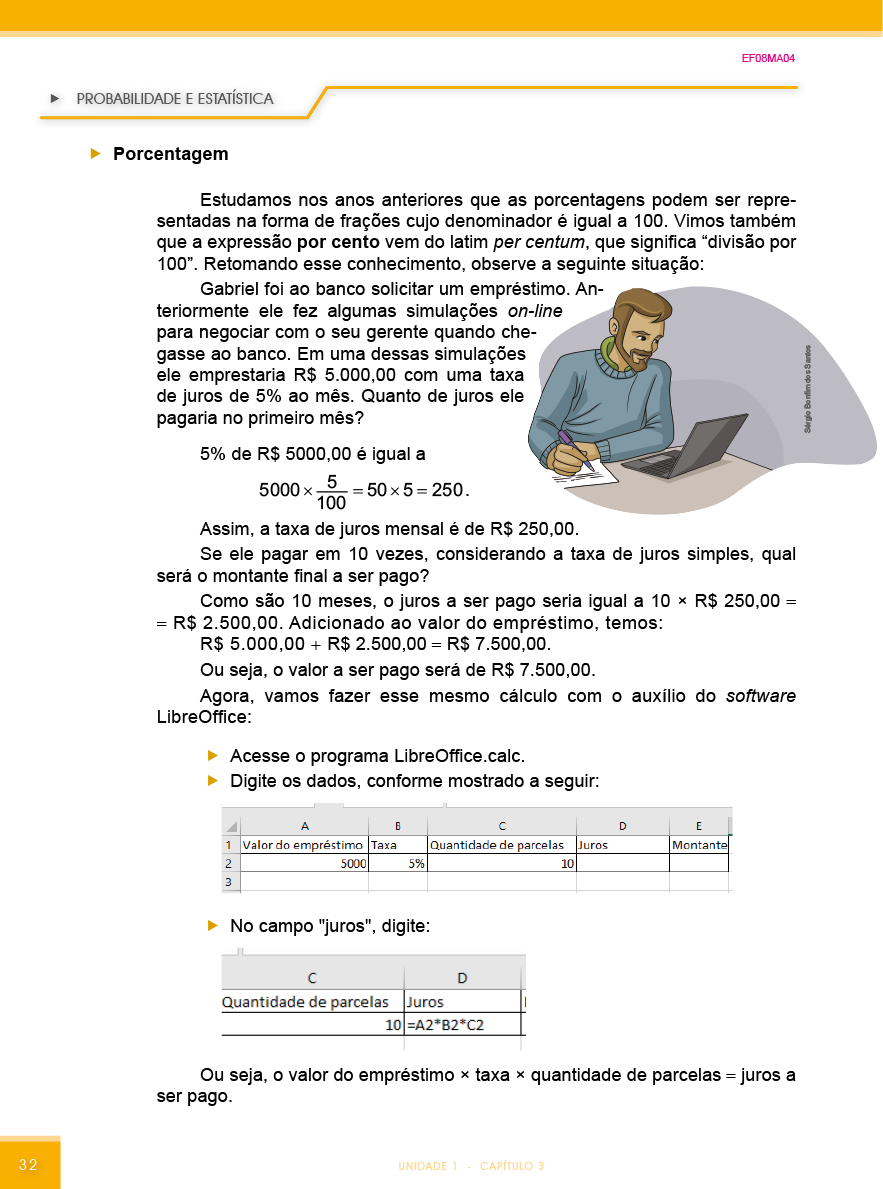 EF08MA04
PROBABILIDADE E ESTATÍSTICA
Porcentagem
Estudamos nos anos anteriores que as porcentagens podem ser repre-
sentadas na forma de frações cujo denominador é igual a 100. Vimos também
que a expressão por cento vem do latim per centum, que significa “divisão por
100”. Retomando esse conhecimento, observe a seguinte situação:
Gabriel foi ao banco solicitar um empréstimo. An-
teriormente ele fez algumas simulações on-line
para negociar com o seu gerente quando che-
gasse ao banco. Em uma dessas simulações
ele emprestaria R$ 5.000,00 com uma taxa
de juros de 5% ao mês. Quanto de juros ele
pagaria no primeiro mês?
Sérgio Bonfim dos Santos
5% de R$ 5000,00 é igual a
5000 × 5/100 = 50 × 5 = 250.
Assim, a taxa de juros mensal é de R$ 250,00.
Se ele pagar em 10 vezes, considerando a taxa de juros simples, qual
será o montante final a ser pago?
Como são 10 meses, o juros a ser pago seria igual a 10 × R$ 250,00 =
= R$ 2.500,00. Adicionado ao valor do empréstimo, temos:
R$ 5.000,00 + R$ 2.500,00 = R$ 7.500,00.
Ou seja, o valor a ser pago será de R$ 7.500,00.
Agora, vamos fazer esse mesmo cálculo com o auxílio do software
LibreOffice:
Acesse o programa LibreOffice.calc.
Digite os dados, conforme mostrado a seguir:
A B C D E
1 Valor do empréstimo Taxa Quantidade de parcelas Juros Montante
2 5000 5% 10
3
No campo "juros", digite:
C D
Quantidade de parcelas Juros
10 =A2*B2*C2
Ou seja, o valor do empréstimo × taxa × quantidade de parcelas = juros a
ser pago.
32
UNIDADE 1 - CAPÍTULO 3